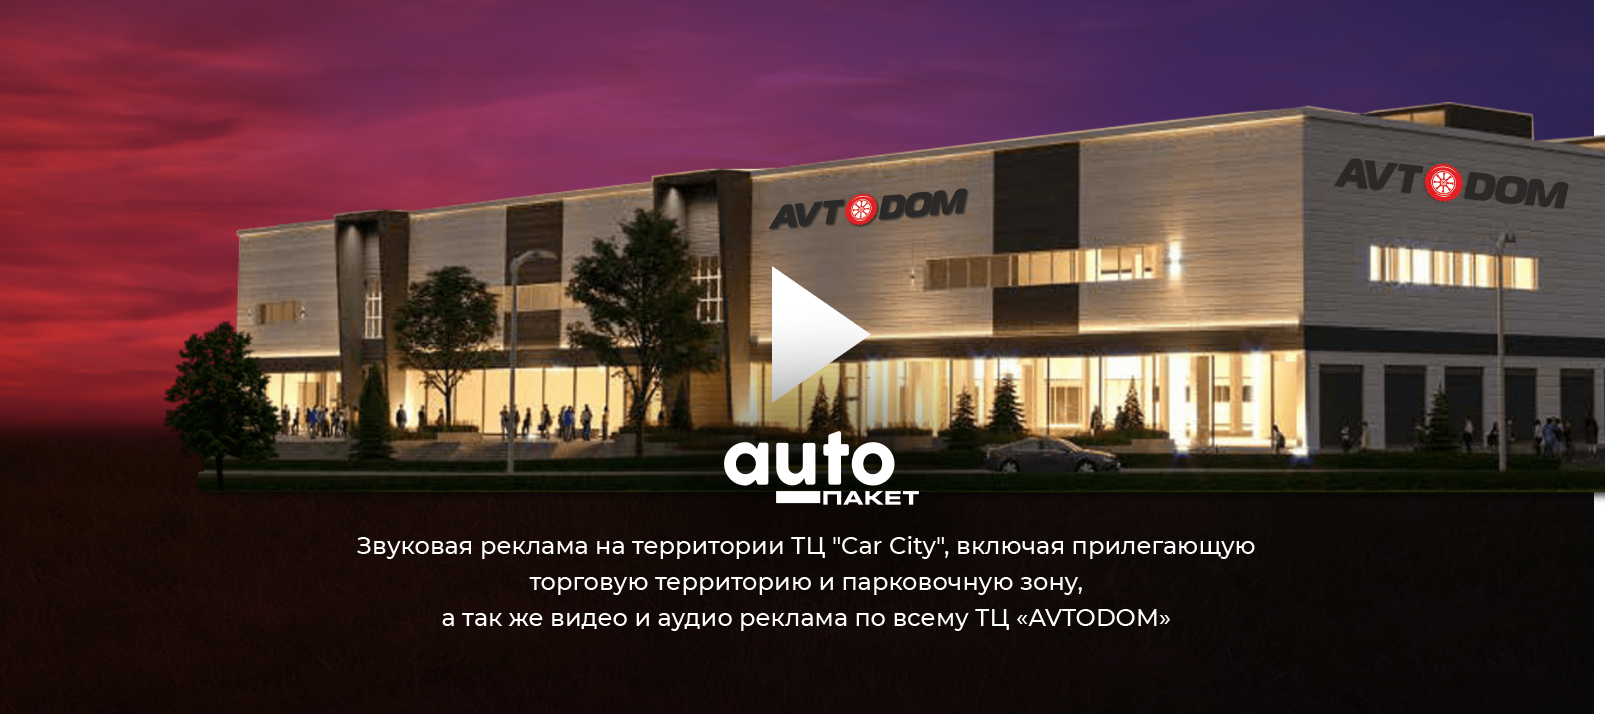 AVTODOM
AVTODOM
auto
ПАКЕТ
Звуковая реклама на территории ТЦ "Car City", включая прилегающую
торговую территорию и парковочную зону,
а так же видео и аудио реклама по всему ТЦ «AVTODOM»